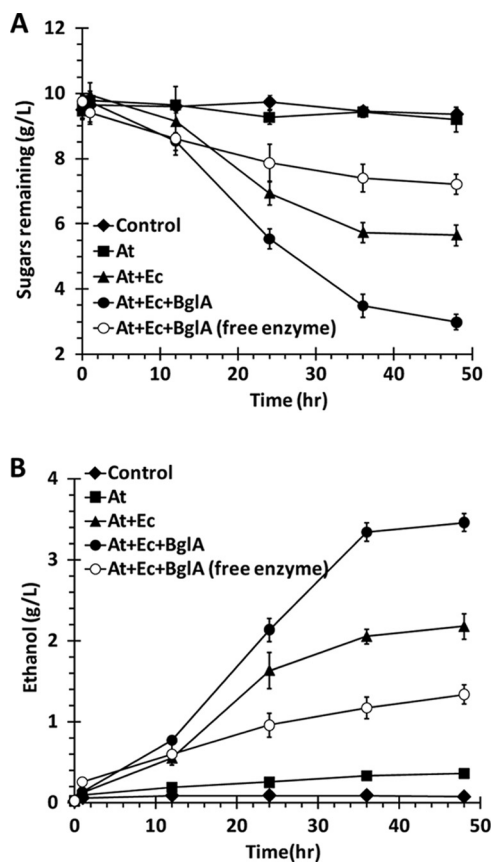 A
12
10
8
6
4
2
Sugars remaining (g/L)
Control
At
At+Ec
At+Ec+BglA
At+Ec+BglA (free enzyme)
0
10
20
30
40
50
Time (hr)
B
4
3
2
1
0
Ethanol (g/L)
Control
At
At+Ec
At+Ec+BglA
At+Ec+BglA (free enzyme)
0
10
20
30
40
50
Time(hr)